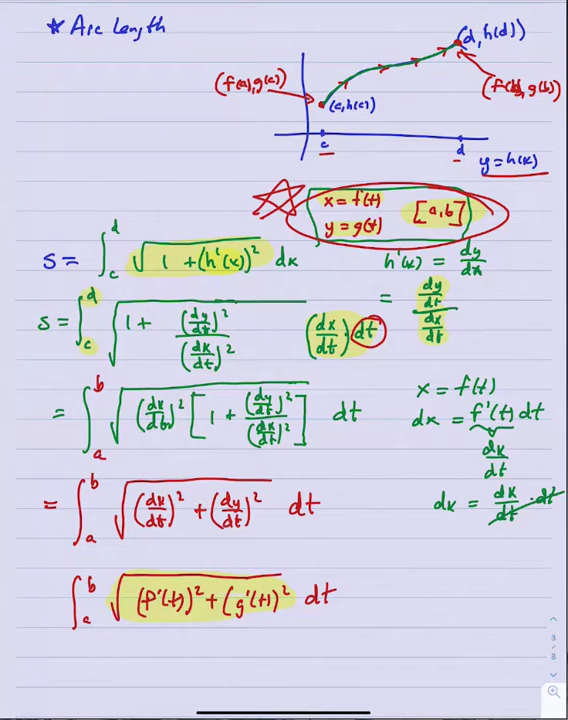 * Arc Length
(d, h(d))
(f(a), g(a))
(f(b), g(b))
(c, h(c))
c d
y = h(x)
x = f(t)
y = g(t) [a,b]
S = ∫_c^d √(1 + (h'(x))²) dx
h'(x) = dy/dx
= (dy/dt)/(dx/dt)
S = ∫_c^d √(1 + (dy/dt)²/(dx/dt)²) (dx/dt)·dt
= ∫_a^b √((dx/dt)² [1 + (dy/dt)²/(dx/dt)²]) dt
x = f(t)
dx = f'(t) dt
dx/dt
dx = dx/dt · dt
= ∫_a^b √((dx/dt)² + (dy/dt)²) dt
∫_a^b √((f'(t))² + (g'(t))²) dt
3
/
8